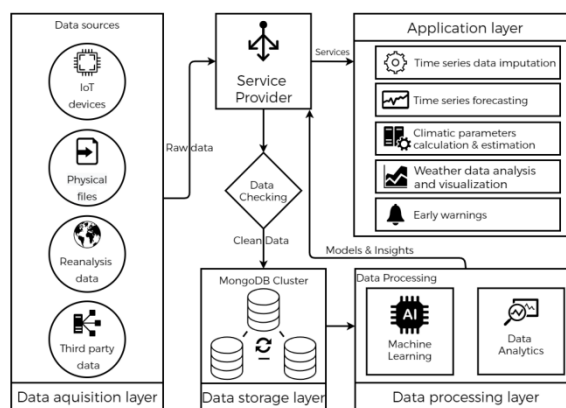 Data sources
IoT
devices
Physical
files
Reanalysis
data
Third party
data
Data aquisition layer
Raw data
Service
Provider
Services
Data
Checking
Clean Data
MongoDB Cluster
Data storage layer
Application layer
Time series data imputation
Time series forecasting
Climatic parameters
calculation & estimation
Weather data analysis
and visualization
Early warnings
Models & Insights
Data Processing
AI
Machine
Learning
Data
Analytics
Data processing layer